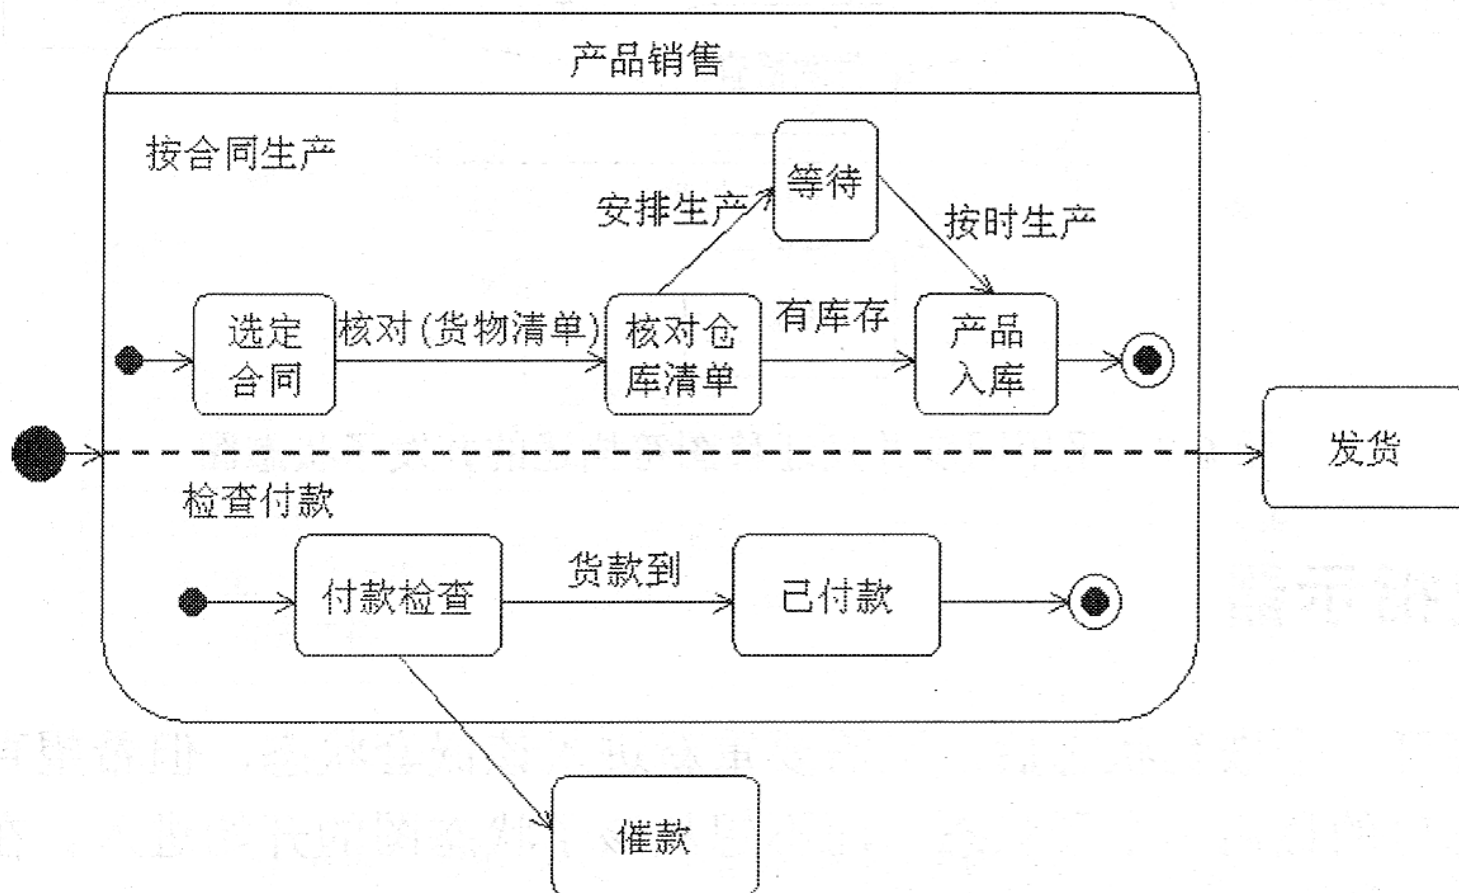 产品销售
按合同生产
等待
安排生产
按时生产
选定
合同
核对(货物清单)
核对仓
库清单
有库存
产品
入库
发货
检查付款
付款检查
货款到
已付款
催款